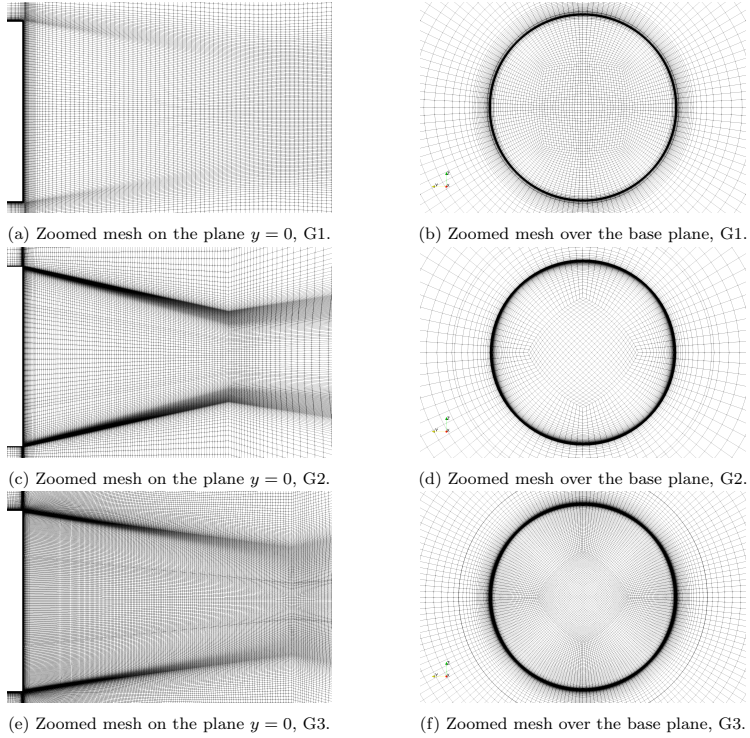 (a) Zoomed mesh on the plane y = 0, G1.
(b) Zoomed mesh over the base plane, G1.
(c) Zoomed mesh on the plane y = 0, G2.
(d) Zoomed mesh over the base plane, G2.
(e) Zoomed mesh on the plane y = 0, G3.
(f) Zoomed mesh over the base plane, G3.